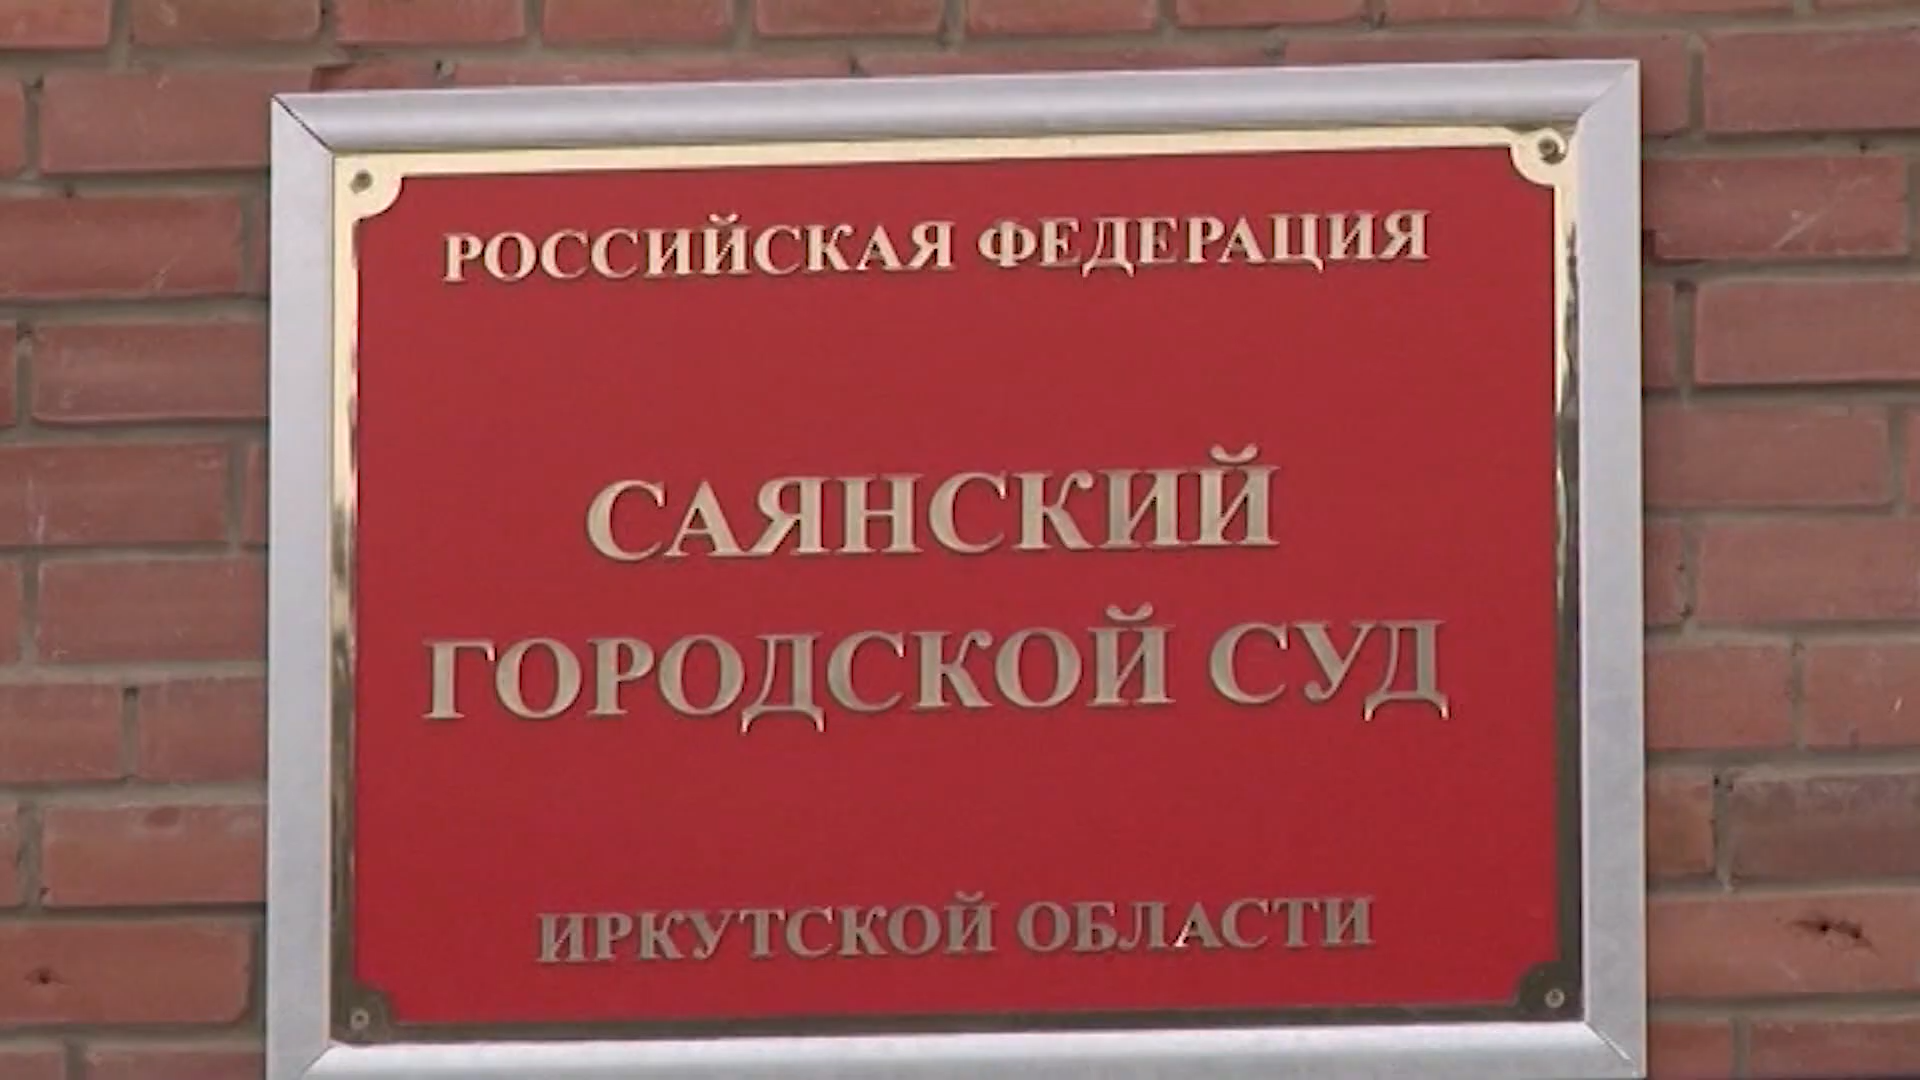 РОССИЙСКАЯ ФЕДЕРАЦИЯ
САЯНСКИЙ
ГОРОДСКОЙ СУД
ИРКУТСКОЙ ОБЛАСТИ